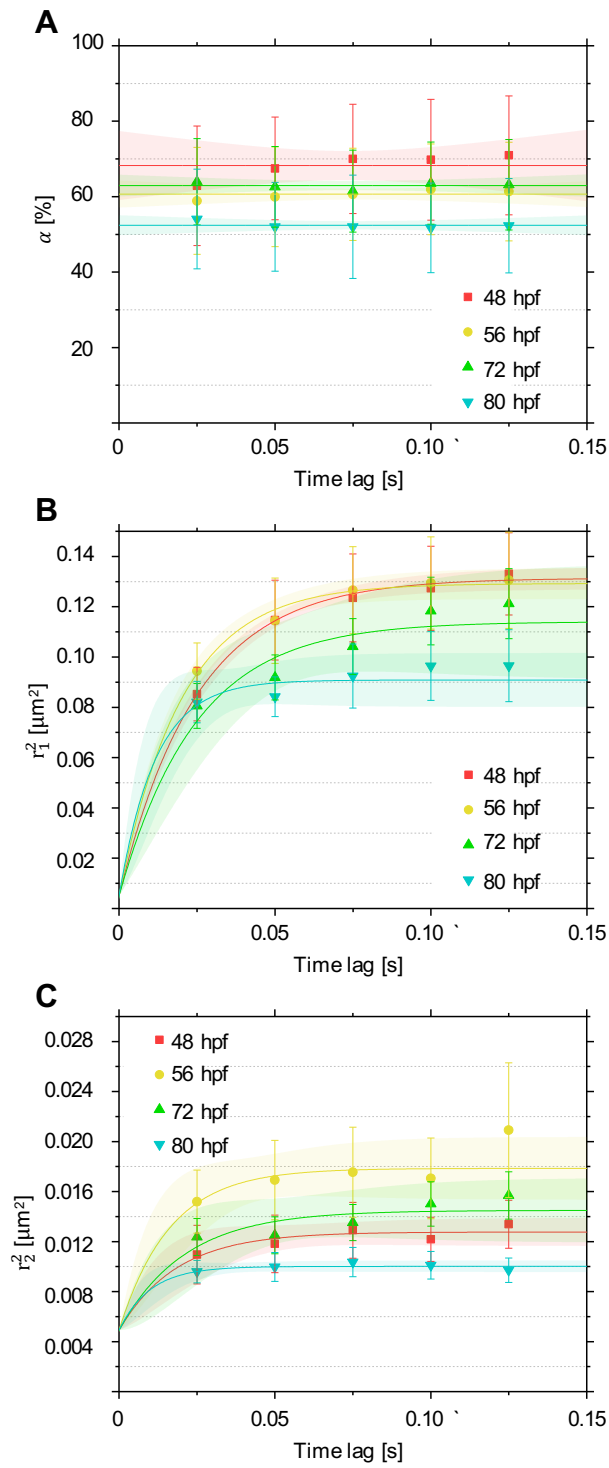 A
100
80
60
40
20
α [%]
48 hpf
56 hpf
72 hpf
80 hpf
0 0.05 0.10 ` 0.15
Time lag [s]
B
0.14
0.12
0.10
0.08
0.06
0.04
0.02
r₁² [µm²]
48 hpf
56 hpf
72 hpf
80 hpf
0 0.05 0.10 ` 0.15
Time lag [s]
C
0.028
0.024
0.020
0.016
0.012
0.008
0.004
r₂² [µm²]
48 hpf
56 hpf
72 hpf
80 hpf
0 0.05 0.10 ` 0.15
Time lag [s]